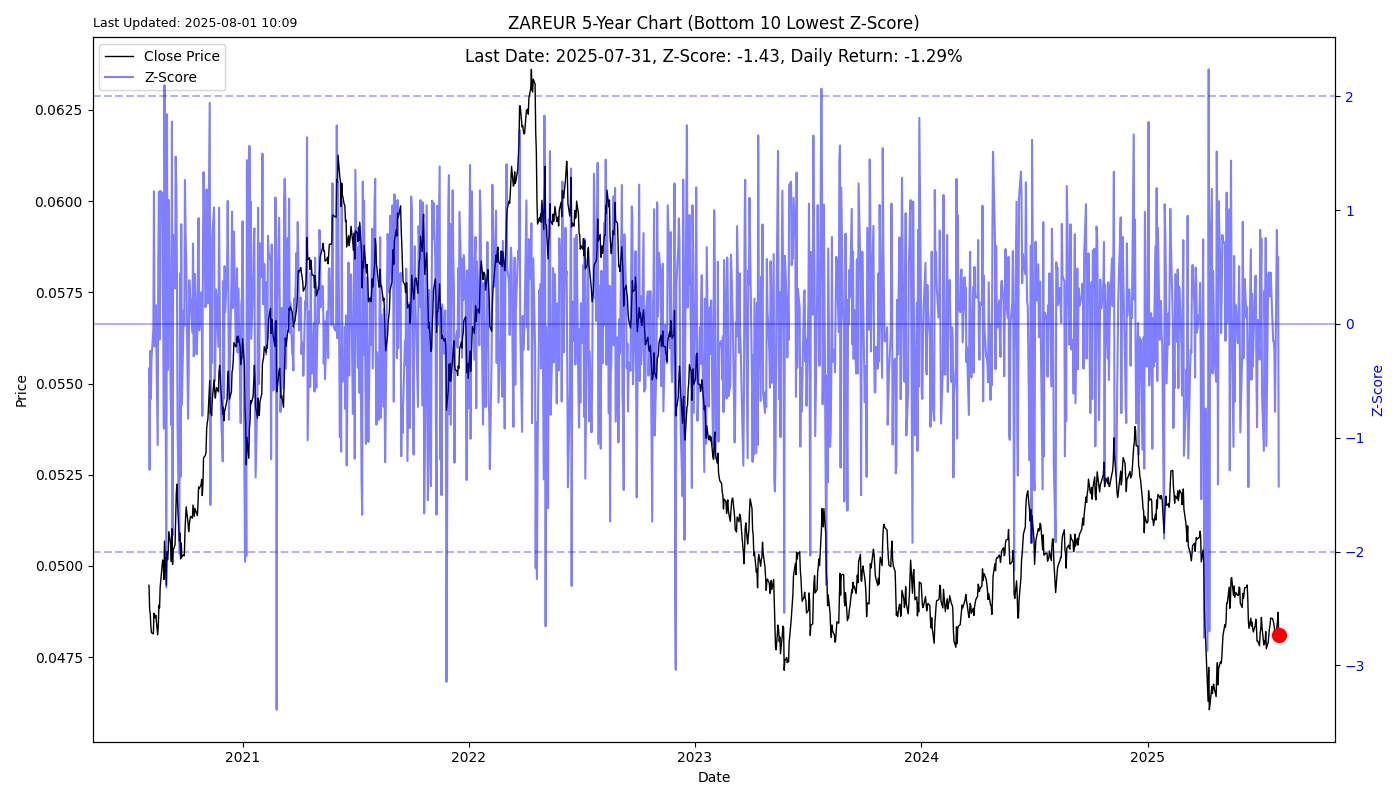 Last Updated: 2025-08-01 10:09
ZAREUR 5-Year Chart (Bottom 10 Lowest Z-Score)
Last Date: 2025-07-31, Z-Score: -1.43, Daily Return: -1.29%
Close Price
Z-Score
0.0625
0.0600
0.0575
0.0550
0.0525
0.0500
0.0475
Price
2
1
0
−1
−2
−3
Z-Score
2021
2022
2023
2024
2025
Date